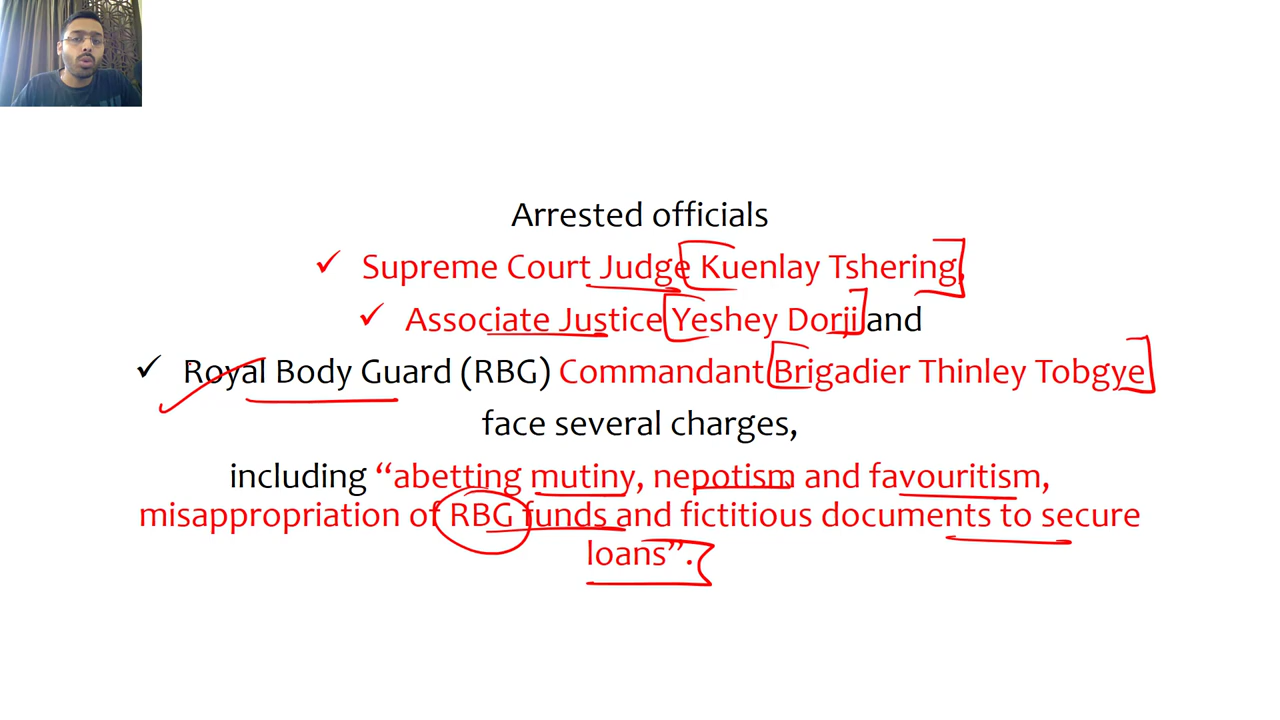 Arrested officials
✓ Supreme Court Judge Kuenlay Tshering,
✓ Associate Justice Yeshey Dorji and
✓ Royal Body Guard (RBG) Commandant Brigadier Thinley Tobgye
face several charges,
including “abetting mutiny, nepotism and favouritism,
misappropriation of RBG funds and fictitious documents to secure
loans”.